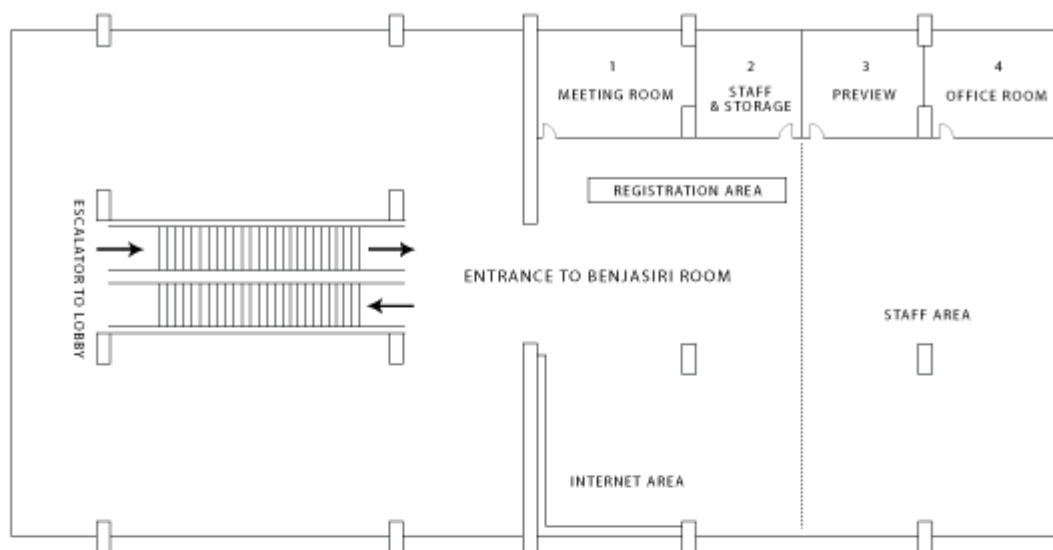 1
MEETING ROOM
2
STAFF
& STORAGE
3
PREVIEW
4
OFFICE ROOM
REGISTRATION AREA
ESCALATOR TO LOBBY
ENTRANCE TO BENJASIRI ROOM
STAFF AREA
INTERNET AREA